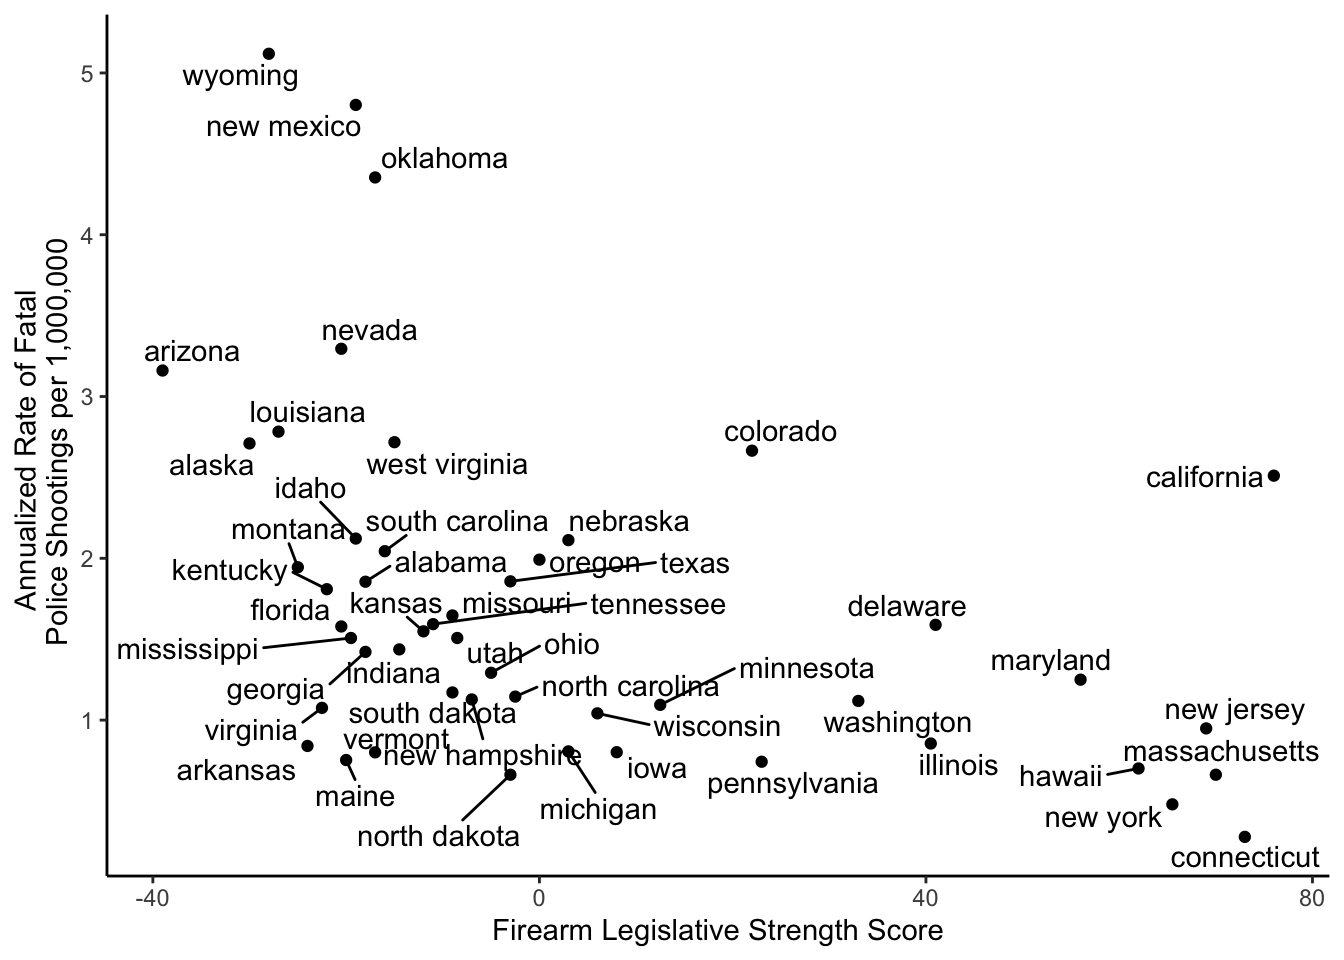 5
wyoming
new mexico
oklahoma
4
nevada
arizona
3
louisiana
colorado
alaska
west virginia
california
idaho
montana
south carolina
nebraska
2
kentucky
alabama
oregon
texas
florida
kansas
missouri
tennessee
delaware
mississippi
utah
ohio
maryland
georgia
indiana
north carolina
minnesota
new jersey
1
virginia
south dakota
wisconsin
washington
vermont
new hampshire
massachusetts
arkansas
iowa
illinois
hawaii
maine
michigan
pennsylvania
new york
north dakota
connecticut
Annualized Rate of Fatal
Police Shootings per 1,000,000
-40
0
40
80
Firearm Legislative Strength Score